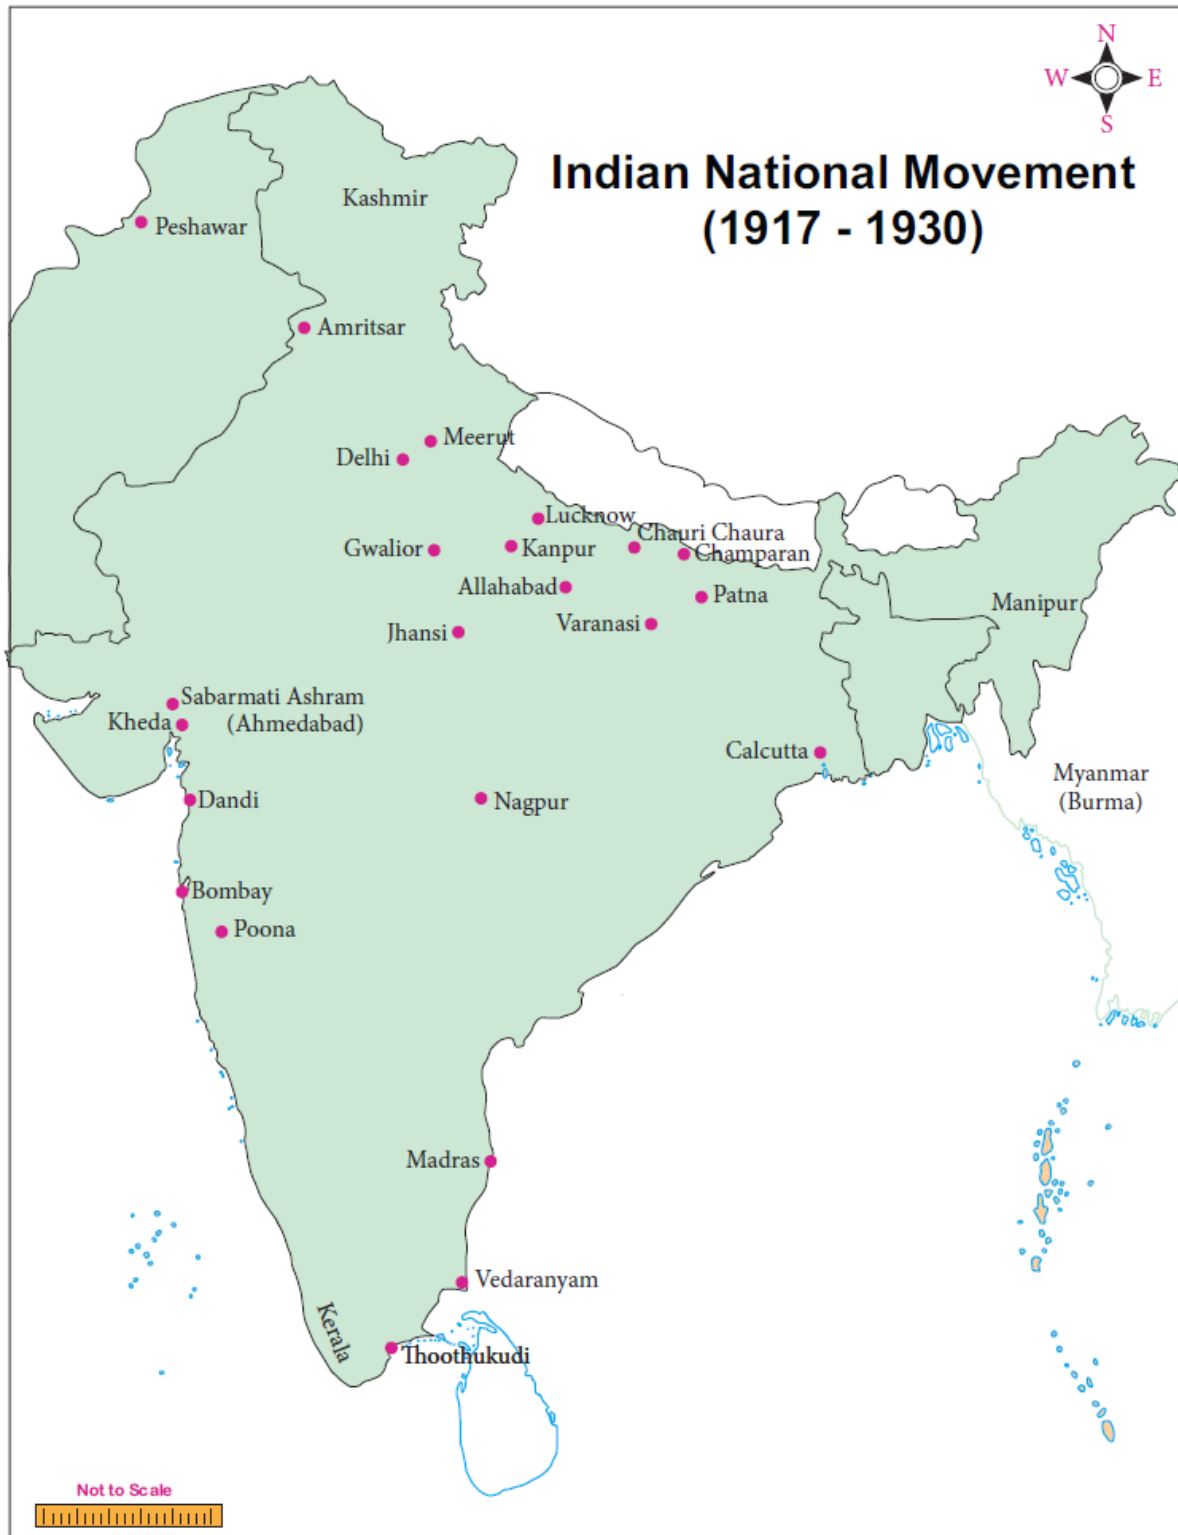 N
W E
S
Indian National Movement
(1917 - 1930)
Kashmir
Peshawar
Amritsar
Meerut
Delhi
Lucknow
Chauri Chaura
Gwalior
Kanpur
Champaran
Allahabad
Patna
Manipur
Varanasi
Jhansi
Sabarmati Ashram
(Ahmedabad)
Kheda
Calcutta
Myanmar
(Burma)
Dandi
Nagpur
Bombay
Poona
Madras
Vedaranyam
Kerala
Thoothukudi
Not to Scale